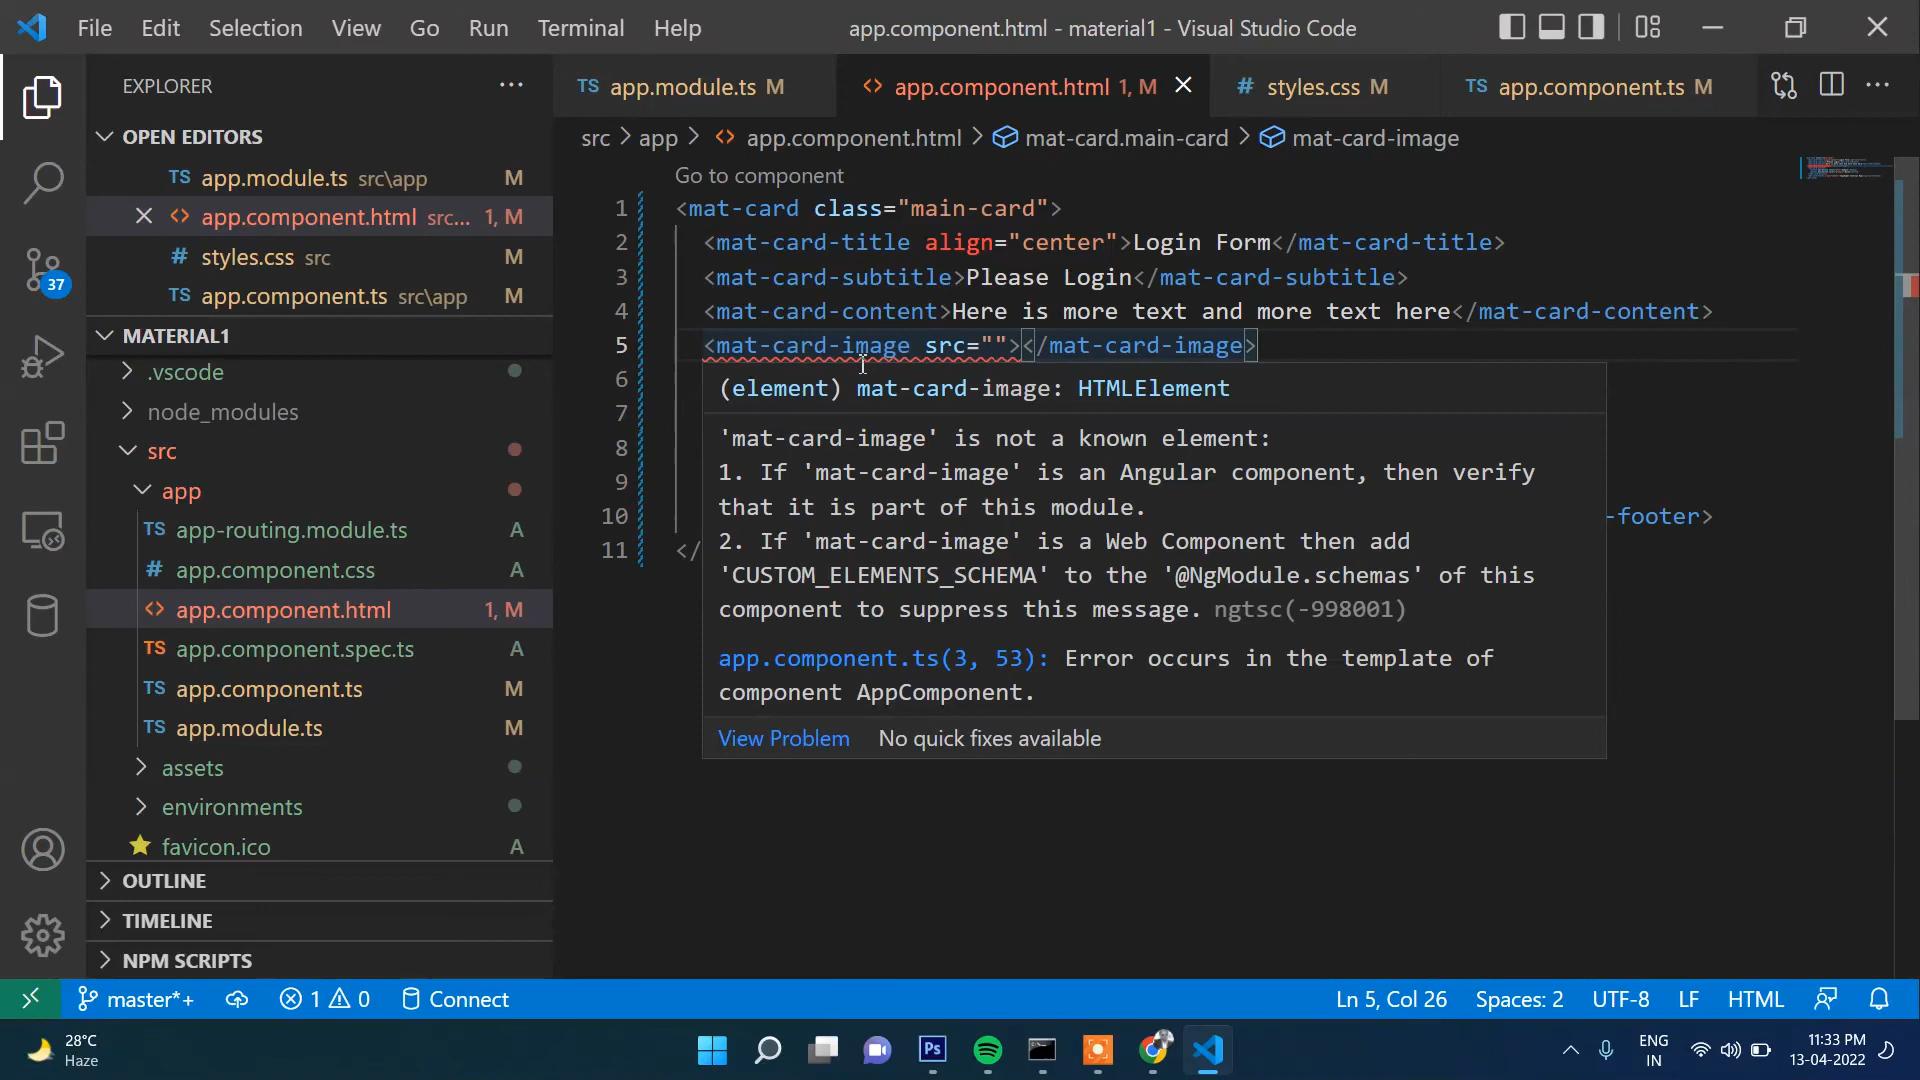 File Edit Selection View Go Run Terminal Help
app.component.html - material1 - Visual Studio Code
EXPLORER
OPEN EDITORS
TS app.module.ts src\app M
app.component.html src... 1, M
# styles.css src M
TS app.component.ts src\app M
MATERIAL1
.vscode
node_modules
src
app
TS app-routing.module.ts A
# app.component.css A
<> app.component.html 1, M
TS app.component.spec.ts A
TS app.component.ts M
TS app.module.ts M
assets
environments
favicon.ico A
OUTLINE
TIMELINE
NPM SCRIPTS
37
TS app.module.ts M
<> app.component.html 1, M
# styles.css M
TS app.component.ts M
src > app > <> app.component.html > mat-card.main-card > mat-card-image
Go to component
1 <mat-card class="main-card">
2 <mat-card-title align="center">Login Form</mat-card-title>
3 <mat-card-subtitle>Please Login</mat-card-subtitle>
4 <mat-card-content>Here is more text and more text here</mat-card-content>
5 <mat-card-image src=""></mat-card-image>
6
7
8
9
10 -footer>
11 </
(element) mat-card-image: HTMLElement
'mat-card-image' is not a known element:
1. If 'mat-card-image' is an Angular component, then verify
that it is part of this module.
2. If 'mat-card-image' is a Web Component then add
'CUSTOM_ELEMENTS_SCHEMA' to the '@NgModule.schemas' of this
component to suppress this message. ngtsc(-998001)
app.component.ts(3, 53): Error occurs in the template of
component AppComponent.
View Problem No quick fixes available
master*+ 1 0 Connect
Ln 5, Col 26 Spaces: 2 UTF-8 LF HTML
28°C
Haze
Ps
ENG
IN
11:33 PM
13-04-2022